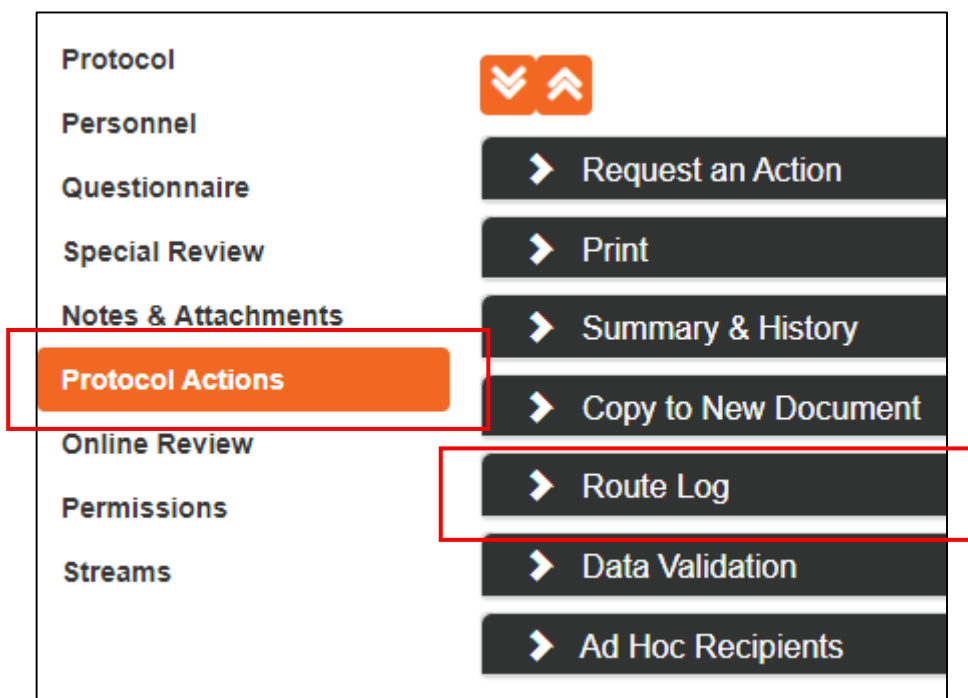 Protocol
Personnel
Questionnaire
Special Review
Notes & Attachments
Protocol Actions
Online Review
Permissions
Streams
Request an Action
Print
Summary & History
Copy to New Document
Route Log
Data Validation
Ad Hoc Recipients